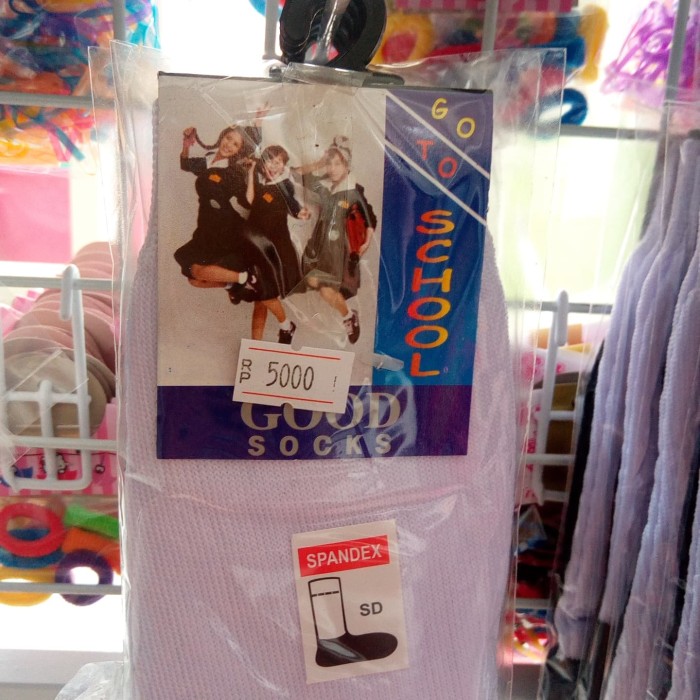 GO
TO
SCHOOL
RP 5000
GOOD
SOCKS
SPANDEX
SD